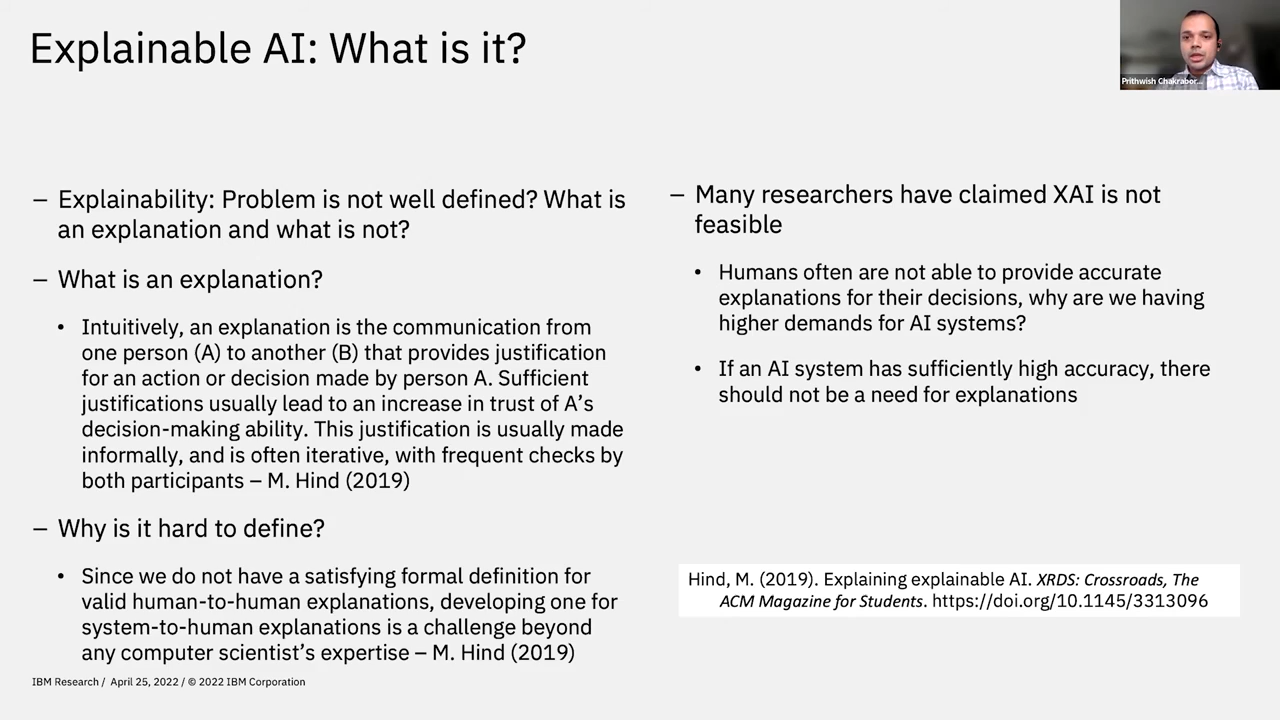 Explainable AI: What is it?
Prithwish Chakrabor...
– Explainability: Problem is not well defined? What is
an explanation and what is not?
– What is an explanation?
• Intuitively, an explanation is the communication from
one person (A) to another (B) that provides justification
for an action or decision made by person A. Sufficient
justifications usually lead to an increase in trust of A’s
decision-making ability. This justification is usually made
informally, and is often iterative, with frequent checks by
both participants – M. Hind (2019)
– Why is it hard to define?
• Since we do not have a satisfying formal definition for
valid human-to-human explanations, developing one for
system-to-human explanations is a challenge beyond
any computer scientist’s expertise – M. Hind (2019)
– Many researchers have claimed XAI is not
feasible
• Humans often are not able to provide accurate
explanations for their decisions, why are we having
higher demands for AI systems?
• If an AI system has sufficiently high accuracy, there
should not be a need for explanations
Hind, M. (2019). Explaining explainable AI. XRDS: Crossroads, The
ACM Magazine for Students. https://doi.org/10.1145/3313096
IBM Research / April 25, 2022 / © 2022 IBM Corporation